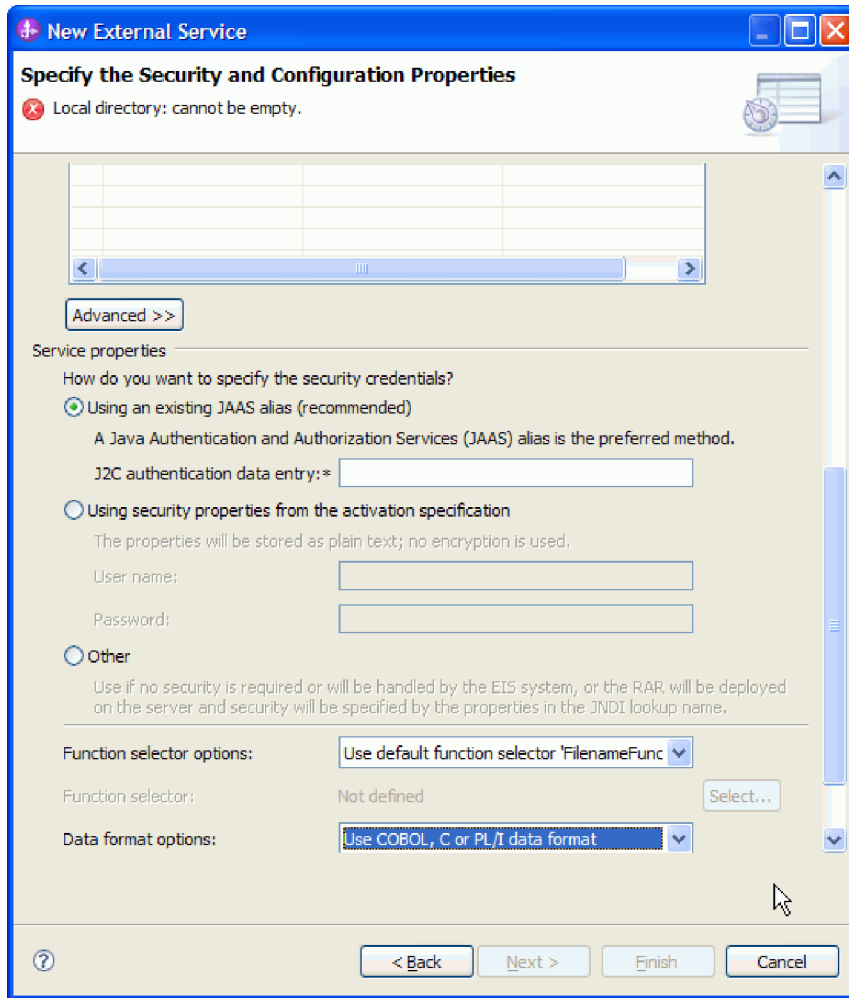 New External Service
Specify the Security and Configuration Properties
Local directory: cannot be empty.
Advanced >>
Service properties
How do you want to specify the security credentials?
Using an existing JAAS alias (recommended)
A Java Authentication and Authorization Services (JAAS) alias is the preferred method.
J2C authentication data entry:*
Using security properties from the activation specification
The properties will be stored as plain text; no encryption is used.
User name:
Password:
Other
Use if no security is required or will be handled by the EIS system, or the RAR will be deployed
on the server and security will be specified by the properties in the JNDI lookup name.
Function selector options: Use default function selector 'FilenameFunc
Function selector: Not defined Select...
Data format options: Use COBOL, C or PL/I data format
? < Back Next > Finish Cancel